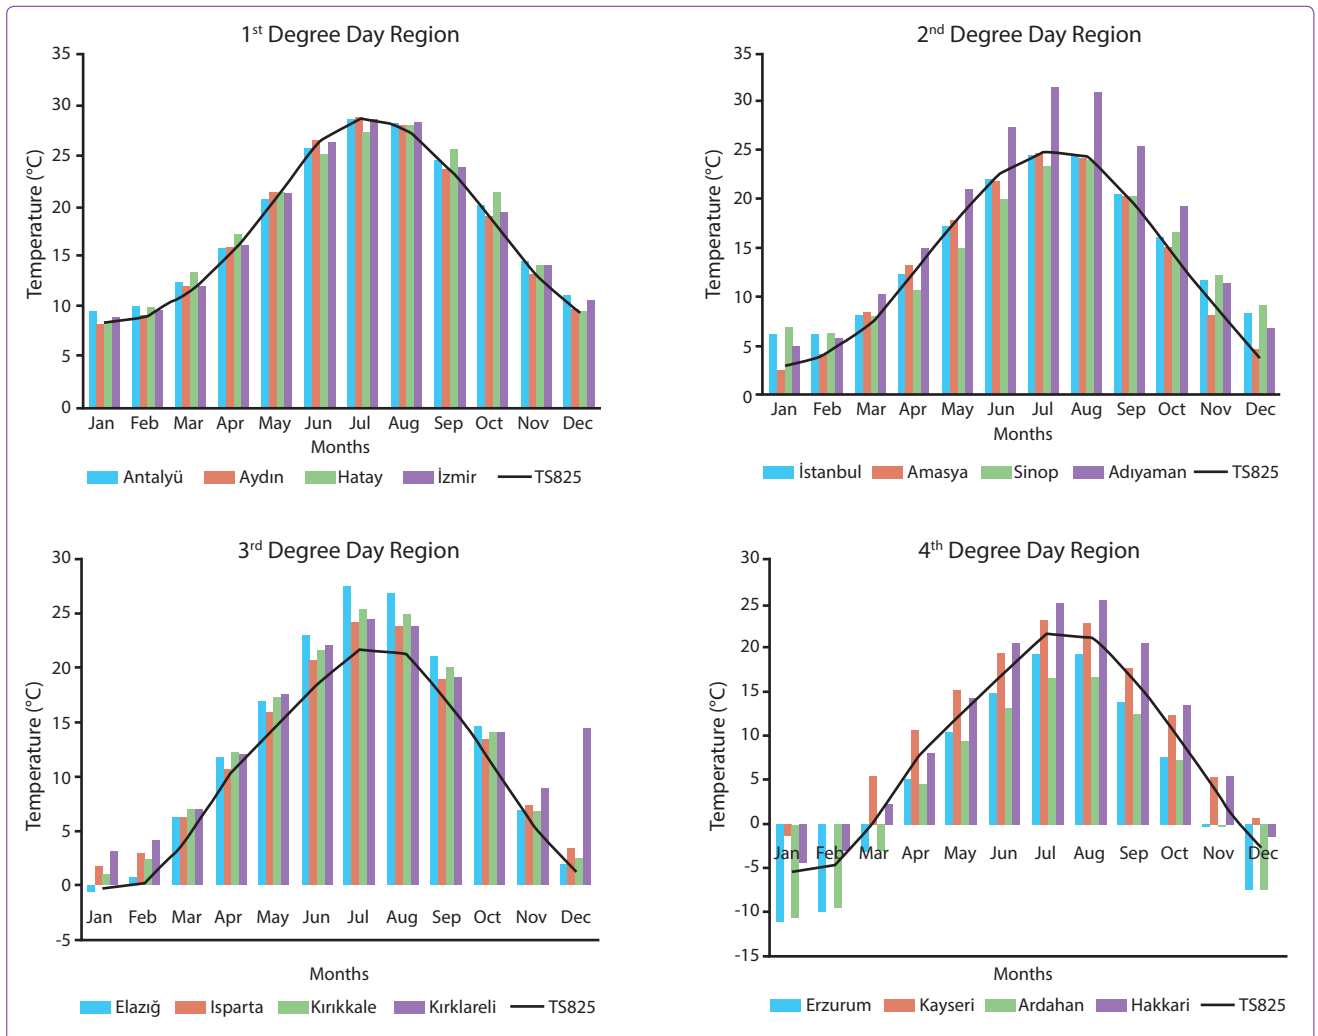 1st Degree Day Region
Temperature (°C)
35
30
25
20
15
10
5
0
Jan Feb Mar Apr May Jun Jul Aug Sep Oct Nov Dec
Months
Antalyü Aydın Hatay İzmir TS825
2nd Degree Day Region
Temperature (°C)
35
30
25
20
15
10
5
0
Jan Feb Mar Apr May Jun Jul Aug Sep Oct Nov Dec
Months
İstanbul Amasya Sinop Adıyaman TS825
3rd Degree Day Region
Temperature (°C)
30
25
20
15
10
5
0
-5
Jan Feb Mar Apr May Jun Jul Aug Sep Oct Nov Dec
Months
Elazığ Isparta Kırıkkale Kırklareli TS825
4th Degree Day Region
Temperature (°C)
30
25
20
15
10
5
0
-5
-10
-15
Jan Feb Mar Apr May Jun Jul Aug Sep Oct Nov Dec
Months
Erzurum Kayseri Ardahan Hakkari TS825